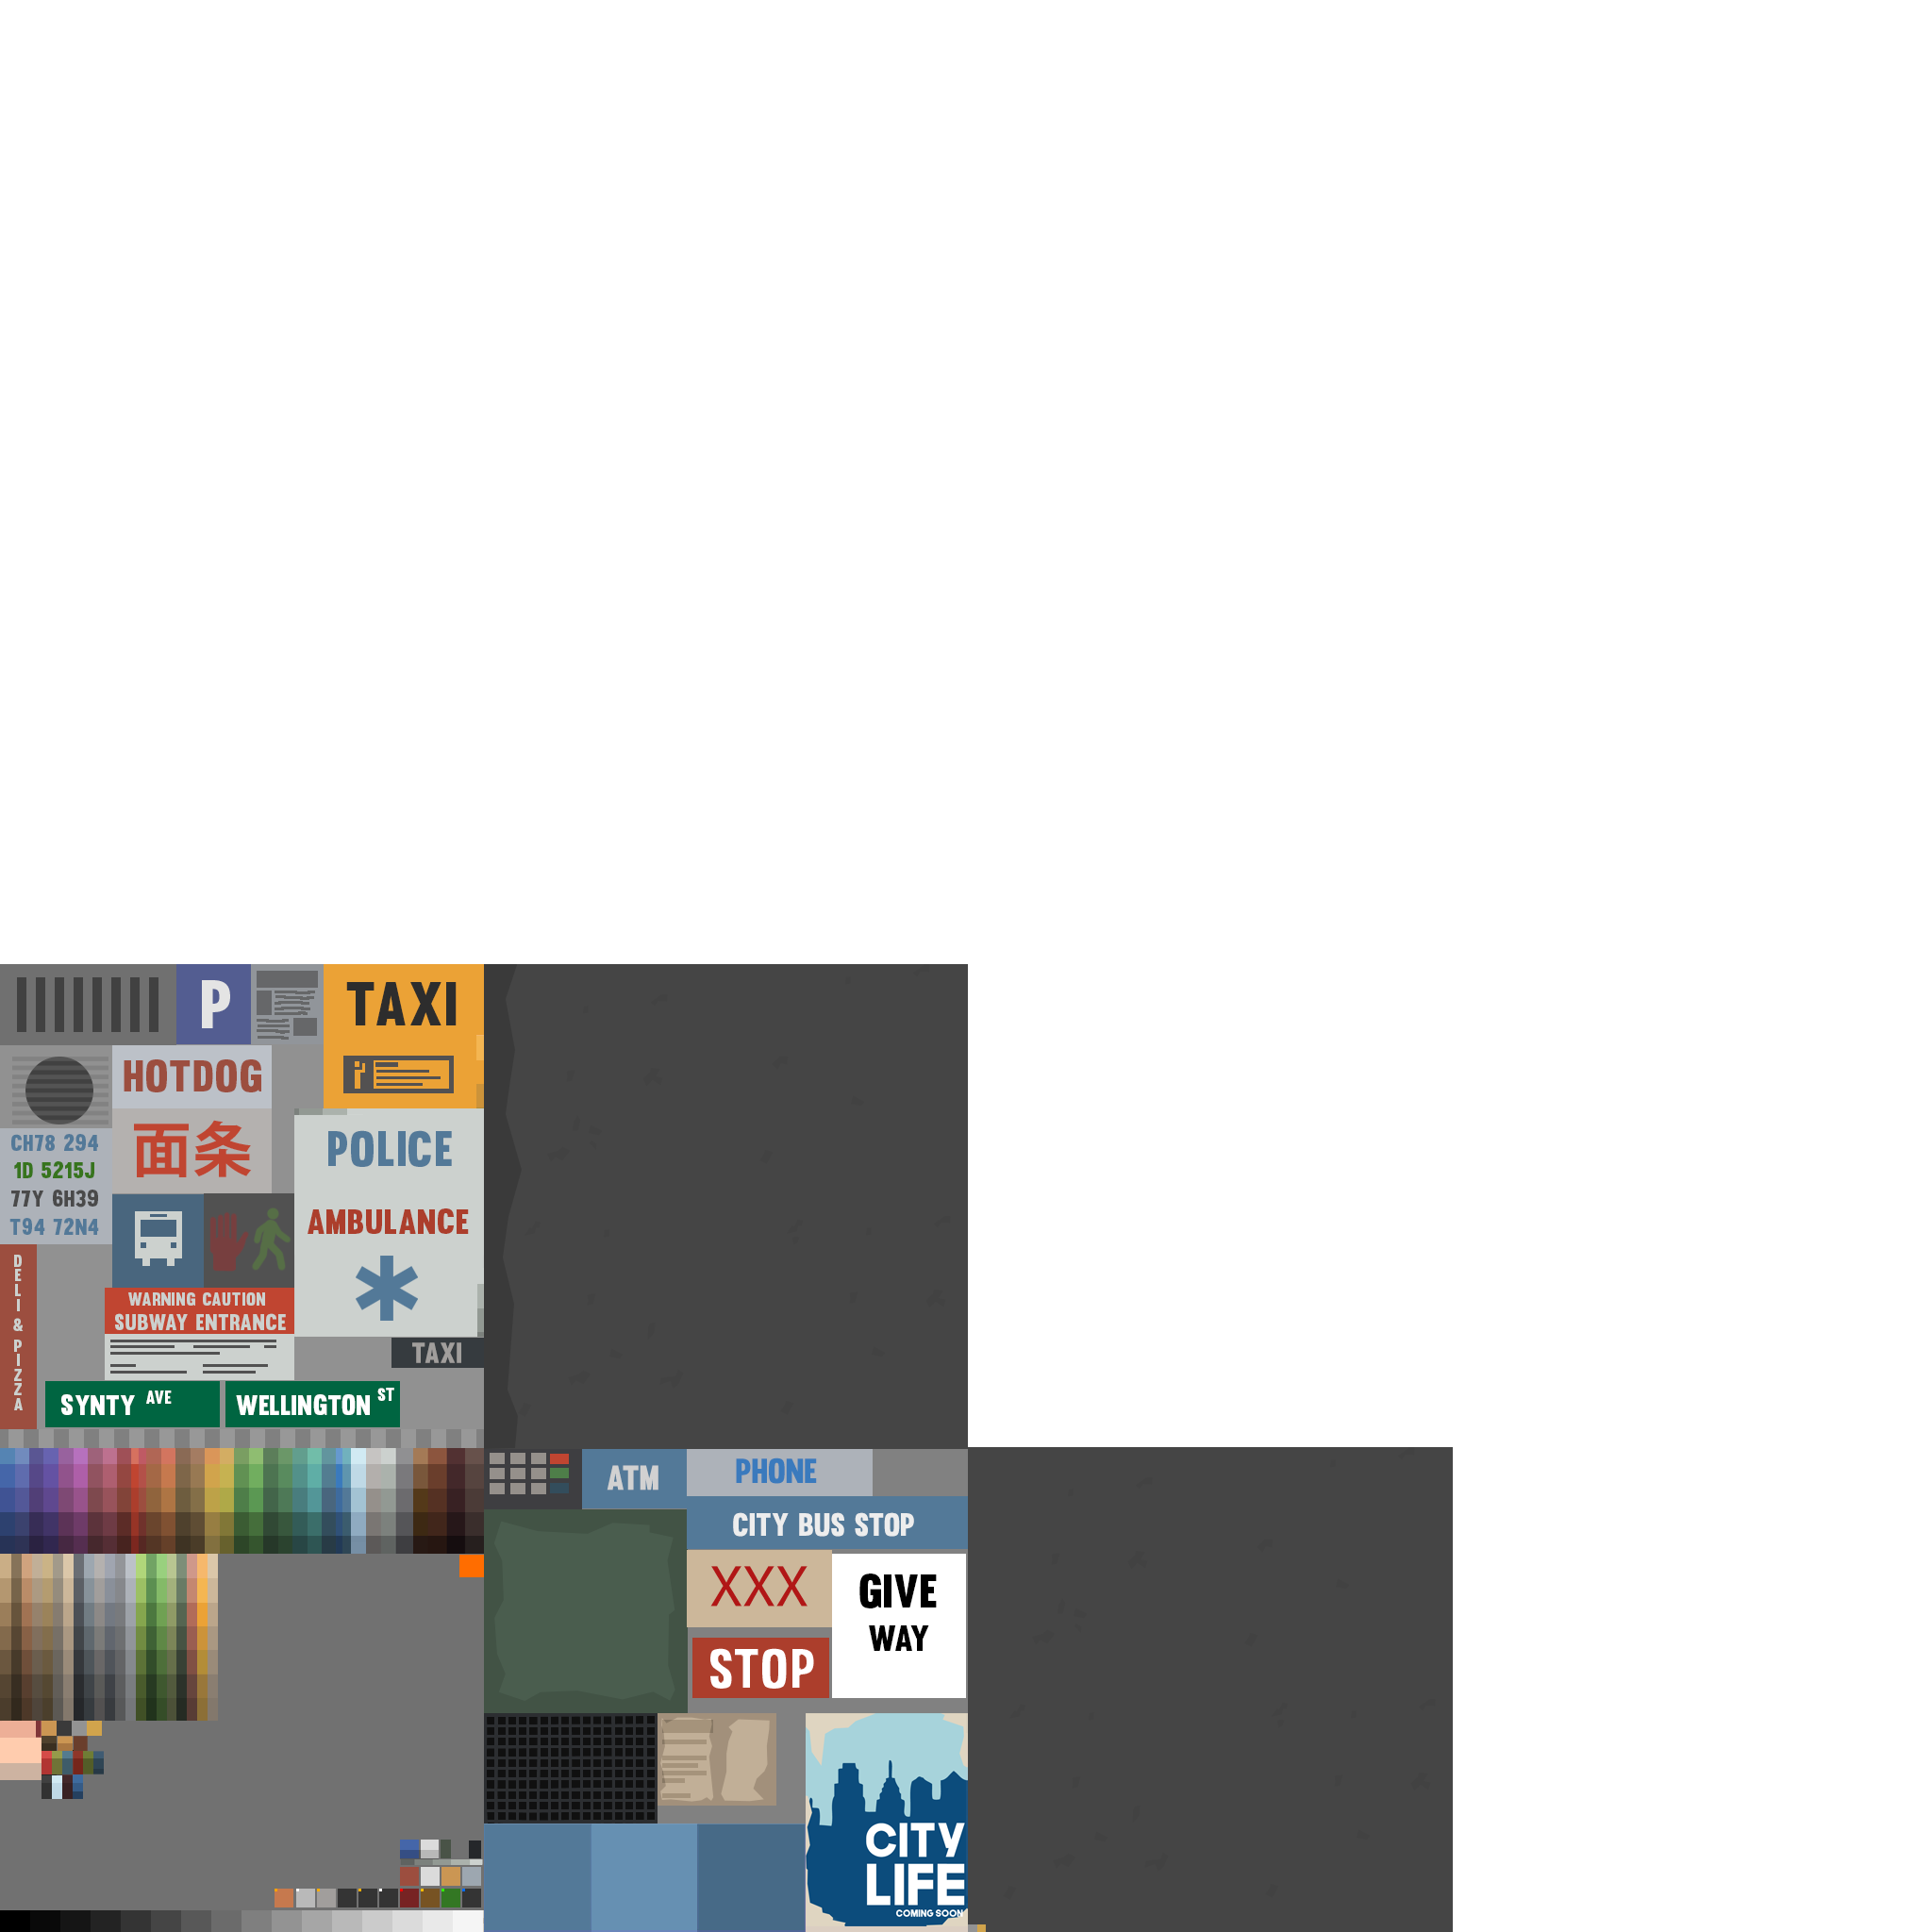 P
TAXI
HOTDOG
面条
CH78 294
1D 5215J
77Y 6H39
T94 72N4
POLICE
AMBULANCE
DELI & PIZZA
WARNING CAUTION
SUBWAY ENTRANCE
TAXI
SYNTY AVE
WELLINGTON ST
ATM
PHONE
CITY BUS STOP
XXX
GIVE
WAY
STOP
CITY
LIFE
COMING SOON